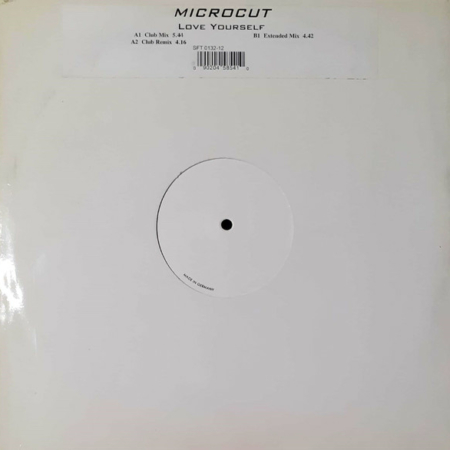 MICROCUT
LOVE YOURSELF
A1 Club Mix 5.44 B1 Extended Mix 4.42
A2 Club Remix 4.16
SFT 0132-12
MADE IN GERMANY